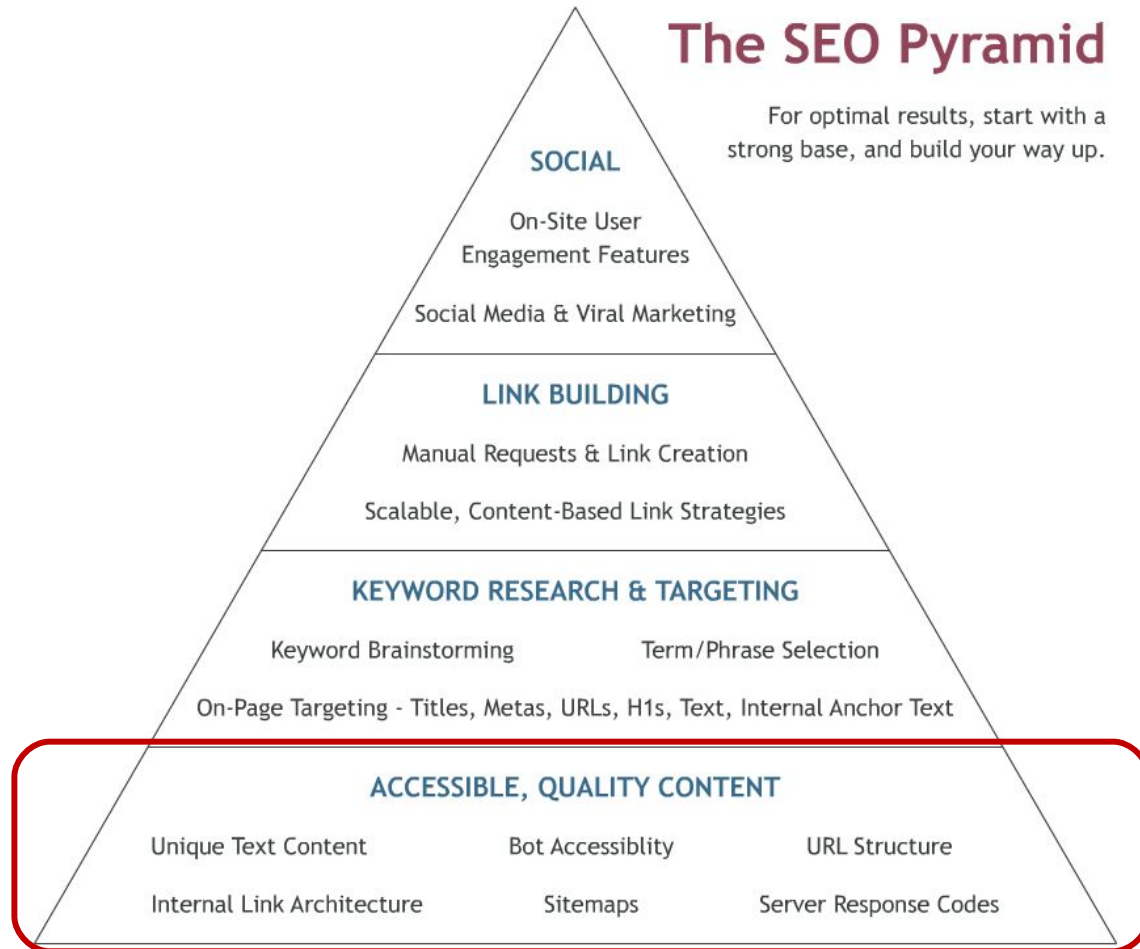 The SEO Pyramid
For optimal results, start with a
strong base, and build your way up.
SOCIAL
On-Site User
Engagement Features
Social Media & Viral Marketing
LINK BUILDING
Manual Requests & Link Creation
Scalable, Content-Based Link Strategies
KEYWORD RESEARCH & TARGETING
Keyword Brainstorming Term/Phrase Selection
On-Page Targeting - Titles, Metas, URLs, H1s, Text, Internal Anchor Text
ACCESSIBLE, QUALITY CONTENT
Unique Text Content Bot Accessiblity URL Structure
Internal Link Architecture Sitemaps Server Response Codes